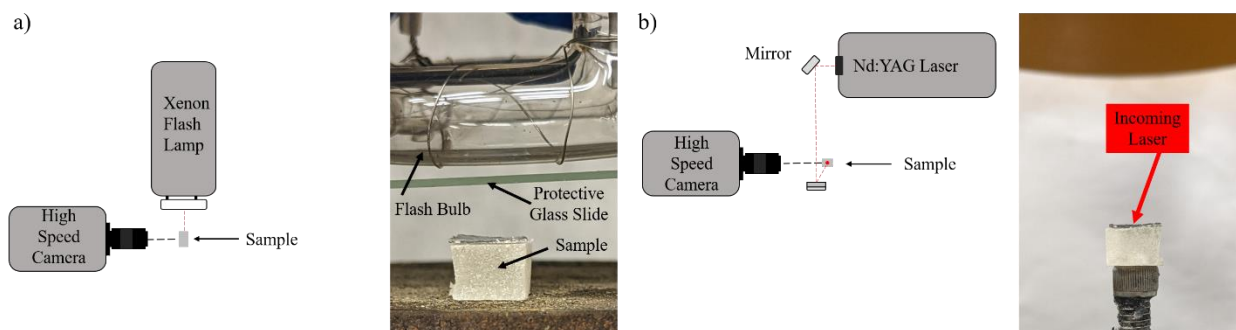 a)
Xenon
Flash
Lamp
High
Speed
Camera
Sample
Flash Bulb
Protective
Glass Slide
Sample
b)
Mirror
Nd:YAG Laser
High
Speed
Camera
Sample
Incoming
Laser